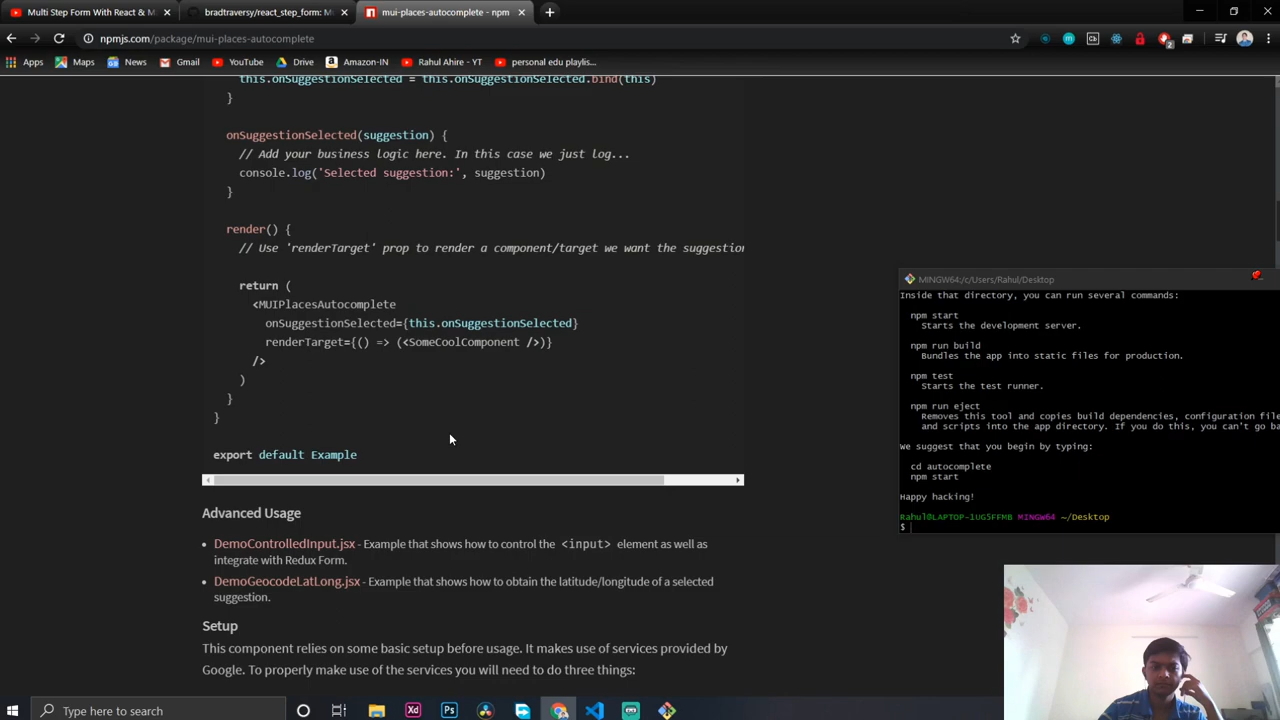 Multi Step Form With React & M
bradtraversy/react_step_form: M
mui-places-autocomplete - npm
npmjs.com/package/mui-places-autocomplete
Apps
Maps
News
Gmail
YouTube
Drive
Amazon-IN
Rahul Ahire - YT
personal edu playlis...
this.onSuggestionSelected = this.onSuggestionSelected.bind(this)
}
onSuggestionSelected(suggestion) {
// Add your business logic here. In this case we just log...
console.log('Selected suggestion:', suggestion)
}
render() {
// Use 'renderTarget' prop to render a component/target we want the suggestion
return (
<MUIPlacesAutocomplete
onSuggestionSelected={this.onSuggestionSelected}
renderTarget={() => (<SomeCoolComponent />)}
/>
)
}
}
export default Example
Advanced Usage
• DemoControlledInput.jsx - Example that shows how to control the <input> element as well as
integrate with Redux Form.
• DemoGeocodeLatLong.jsx - Example that shows how to obtain the latitude/longitude of a selected
suggestion.
Setup
This component relies on some basic setup before usage. It makes use of services provided by
Google. To properly make use of the services you will need to do three things:
MINGW64:/c/Users/Rahul/Desktop
Inside that directory, you can run several commands:
npm start
Starts the development server.
npm run build
Bundles the app into static files for production.
npm test
Starts the test runner.
npm run eject
Removes this tool and copies build dependencies, configuration file
and scripts into the app directory. If you do this, you can't go ba
We suggest that you begin by typing:
cd autocomplete
npm start
Happy hacking!
Rahul@LAPTOP-1UG5FFMB MINGW64 ~/Desktop
$
Type here to search